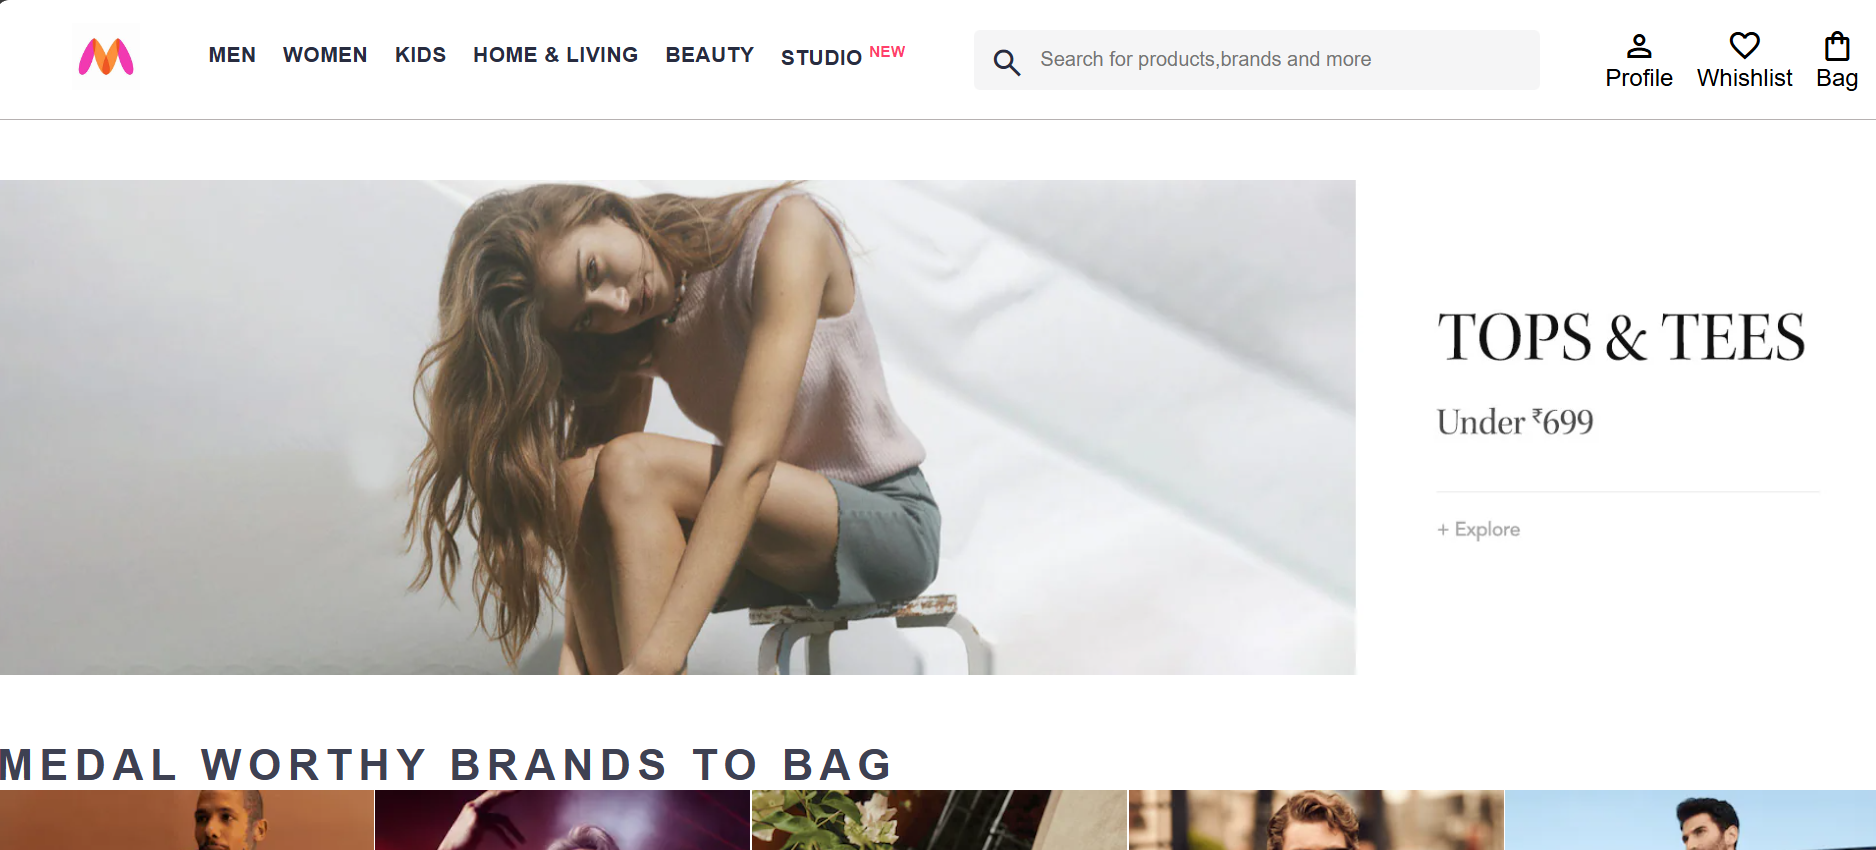 MEN WOMEN KIDS HOME & LIVING BEAUTY STUDIO NEW
Search for products,brands and more
Profile Whishlist Bag
TOPS & TEES
Under ₹699
+ Explore
MEDAL WORTHY BRANDS TO BAG